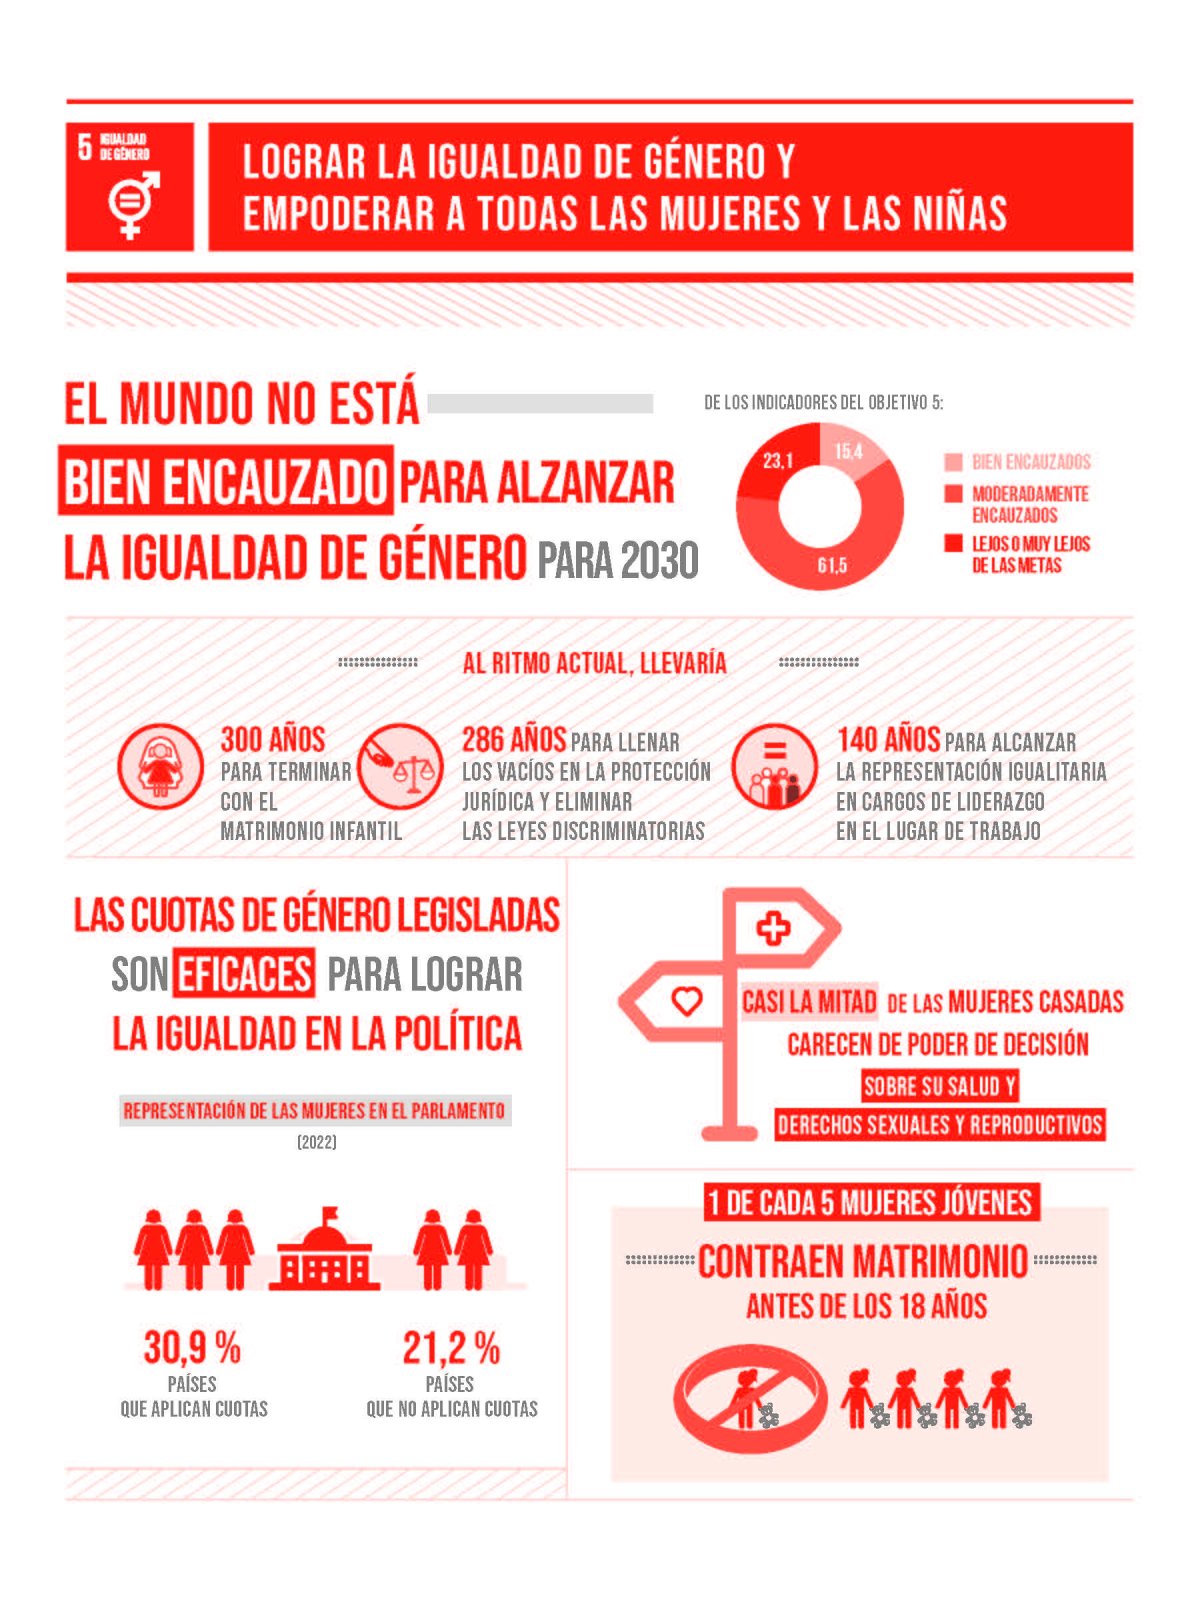 5 IGUALDAD
DE GÉNERO
LOGRAR LA IGUALDAD DE GÉNERO Y
EMPODERAR A TODAS LAS MUJERES Y LAS NIÑAS
EL MUNDO NO ESTÁ
BIEN ENCAUZADO PARA ALZANZAR
LA IGUALDAD DE GÉNERO PARA 2030
DE LOS INDICADORES DEL OBJETIVO 5:
23,1
15,4
61,5
BIEN ENCAUZADOS
MODERADAMENTE
ENCAUZADOS
LEJOS O MUY LEJOS
DE LAS METAS
AL RITMO ACTUAL, LLEVARÍA
300 AÑOS
PARA TERMINAR
CON EL
MATRIMONIO INFANTIL
286 AÑOS PARA LLENAR
LOS VACÍOS EN LA PROTECCIÓN
JURÍDICA Y ELIMINAR
LAS LEYES DISCRIMINATORIAS
140 AÑOS PARA ALCANZAR
LA REPRESENTACIÓN IGUALITARIA
EN CARGOS DE LIDERAZGO
EN EL LUGAR DE TRABAJO
LAS CUOTAS DE GÉNERO LEGISLADAS
SON EFICACES PARA LOGRAR
LA IGUALDAD EN LA POLÍTICA
REPRESENTACIÓN DE LAS MUJERES EN EL PARLAMENTO
(2022)
30,9 %
PAÍSES
QUE APLICAN CUOTAS
21,2 %
PAÍSES
QUE NO APLICAN CUOTAS
CASI LA MITAD DE LAS MUJERES CASADAS
CARECEN DE PODER DE DECISIÓN
SOBRE SU SALUD Y
DERECHOS SEXUALES Y REPRODUCTIVOS
1 DE CADA 5 MUJERES JÓVENES
CONTRAEN MATRIMONIO
ANTES DE LOS 18 AÑOS